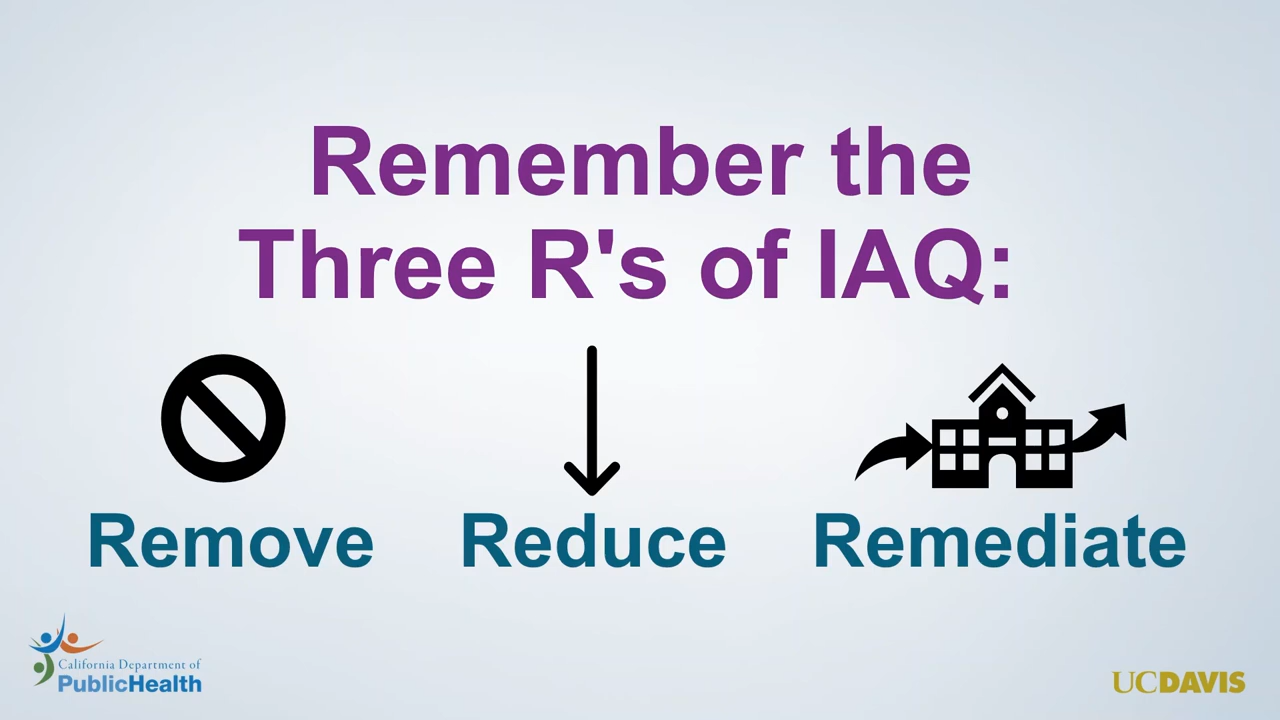 Remember the
Three R's of IAQ:
Remove
Reduce
Remediate
California Department of
PublicHealth
UCDAVIS